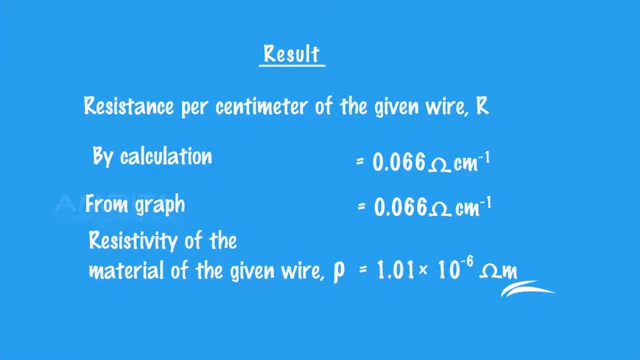 Result
Resistance per centimeter of the given wire, R
By calculation = 0.066 Ω cm⁻¹
From graph = 0.066 Ω cm⁻¹
Resistivity of the
material of the given wire, ρ = 1.01 × 10⁻⁶ Ωm